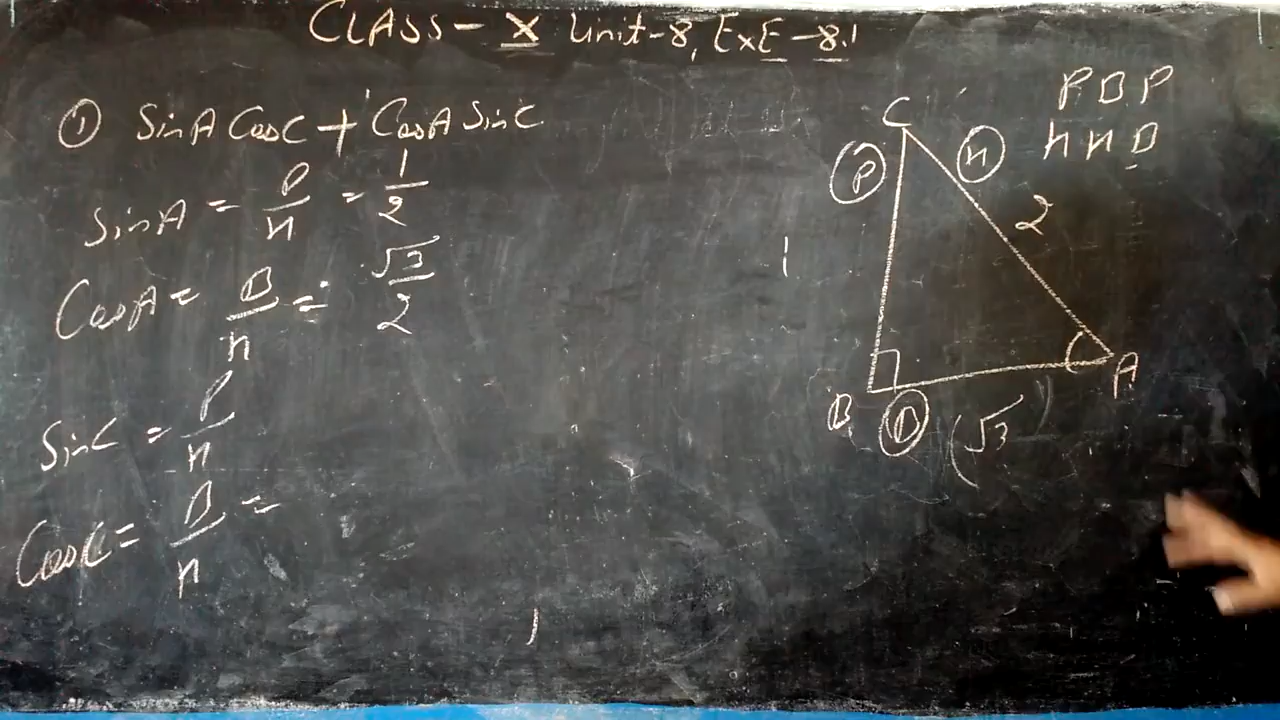 CLASS - X Unit-8, ExE-8.1
① SinA CosC + CosA SinC
SinA = P/H = 1/2
CosA = B/H = √3/2
SinC = P/H
CosC = B/H =
P B P
H H B
C
P
H
2
1
A
B
B
(√3)